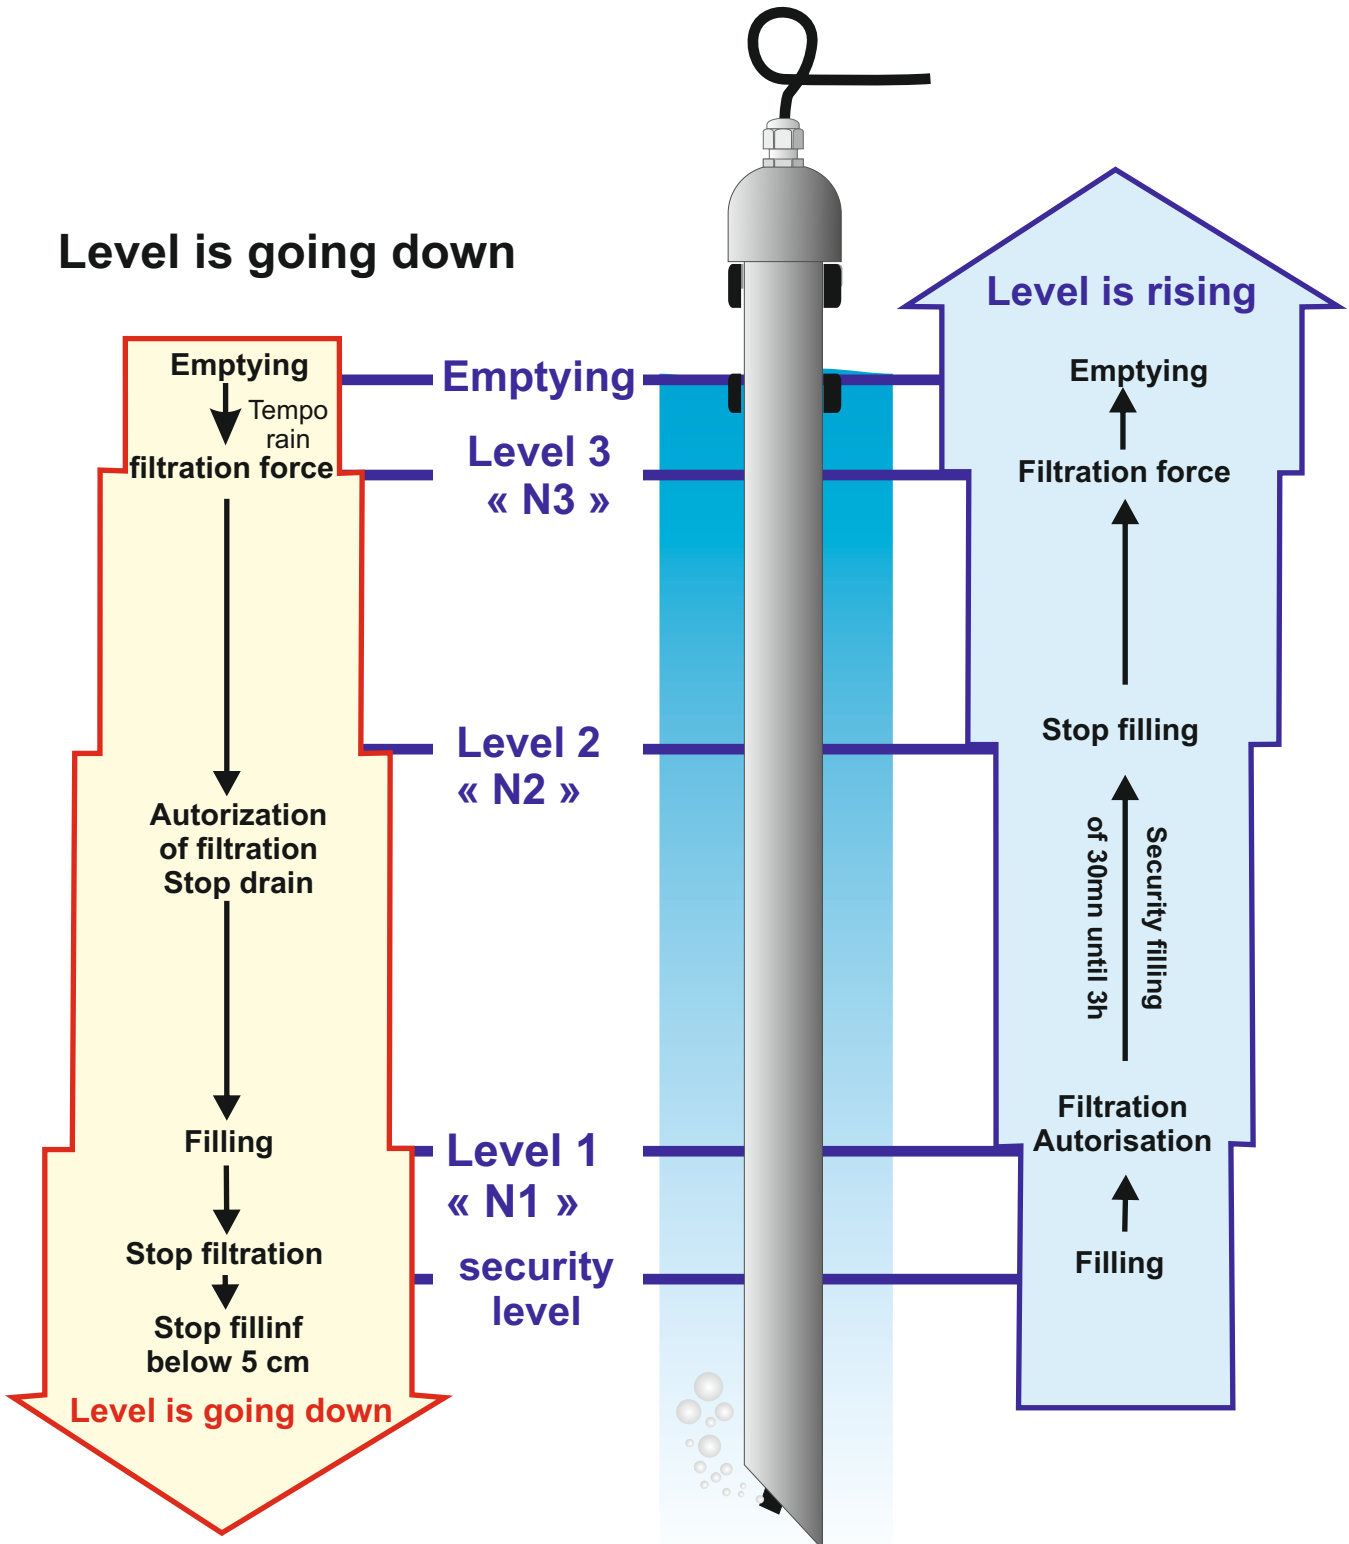 Level is going down
Emptying
Tempo
rain
filtration force
Autorization
of filtration
Stop drain
Filling
Stop filtration
Stop fillinf
below 5 cm
Level is going down
Emptying
Level 3
« N3 »
Level 2
« N2 »
Level 1
« N1 »
security
level
Level is rising
Emptying
Filtration force
Stop filling
Security filling
of 30mn until 3h
Filtration
Autorisation
Filling